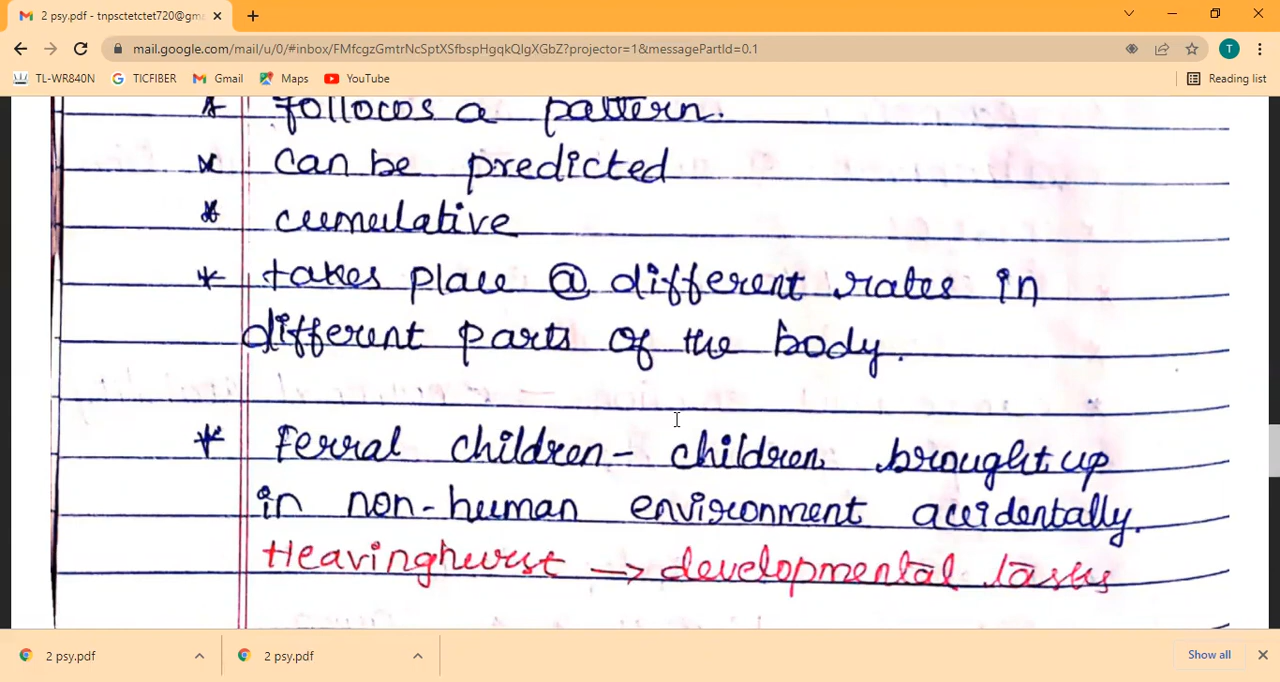 2 psy.pdf - tnpsctetctet720@gm
mail.google.com/mail/u/0/#inbox/FMfcgzGmtrNcSptXSfbspHgqkQlgXGbZ?projector=1&messagePartId=0.1
T
TL-WR840N TICFIBER Gmail Maps YouTube Reading list
* follows a pattern.
* can be predicted
* cumulative
* takes place @ different rates in
different parts of the body.
* Ferral children - children brought up
in non-human environment accidentally.
Heavinghurst → developmental tasks
2 psy.pdf 2 psy.pdf Show all